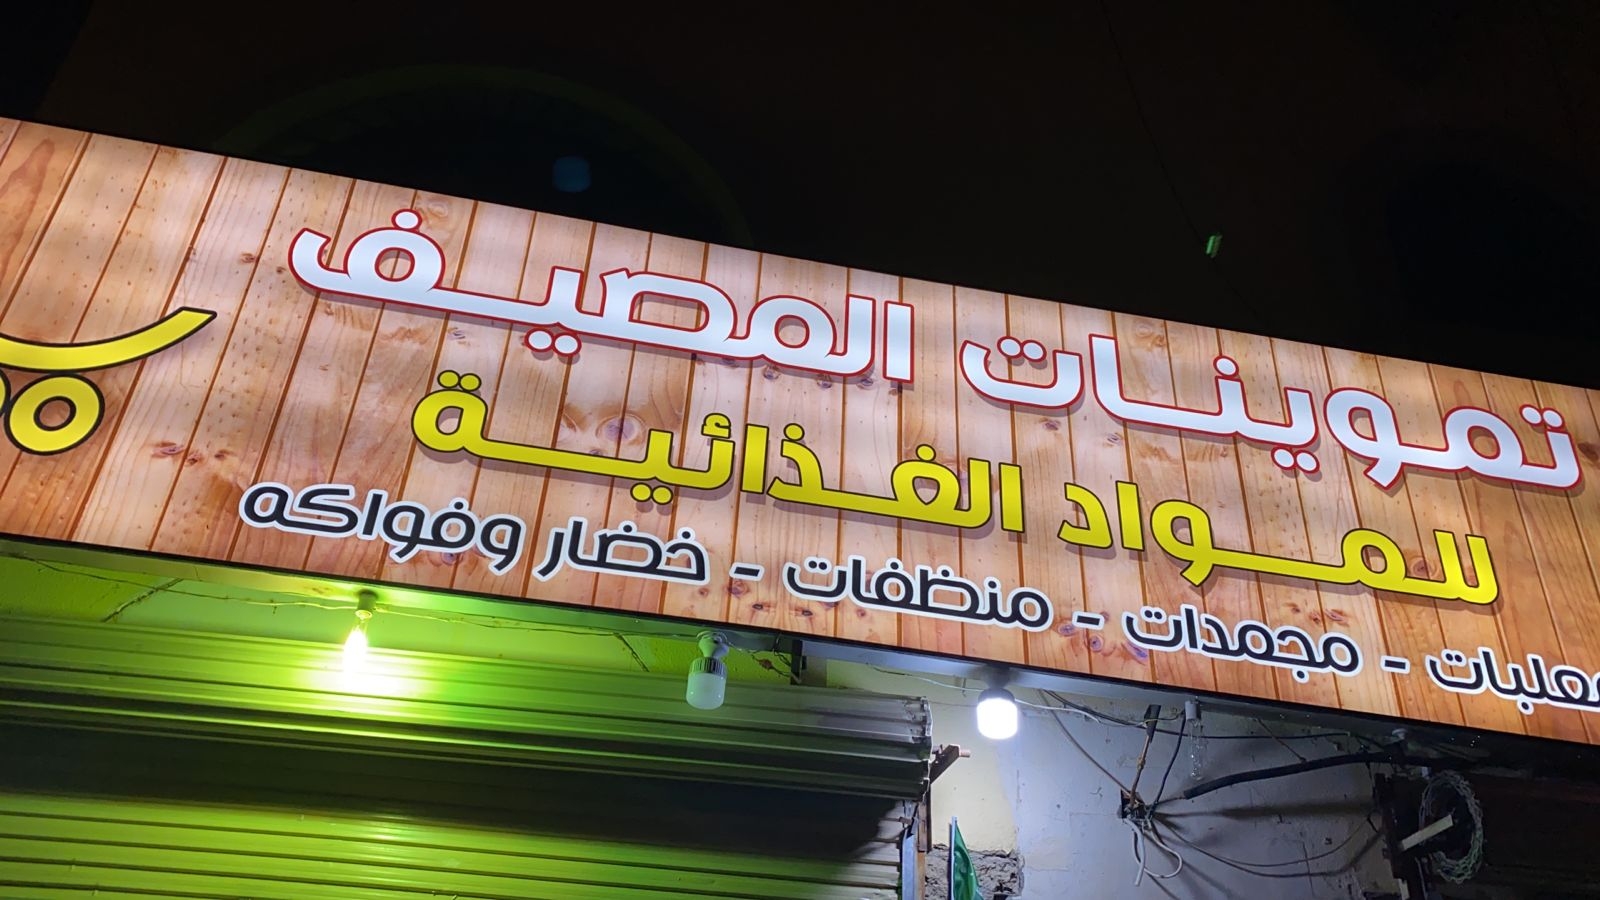 تموينات المصيف
للمواد الغذائية
معلبات - مجمدات - منظفات - خضار وفواكه